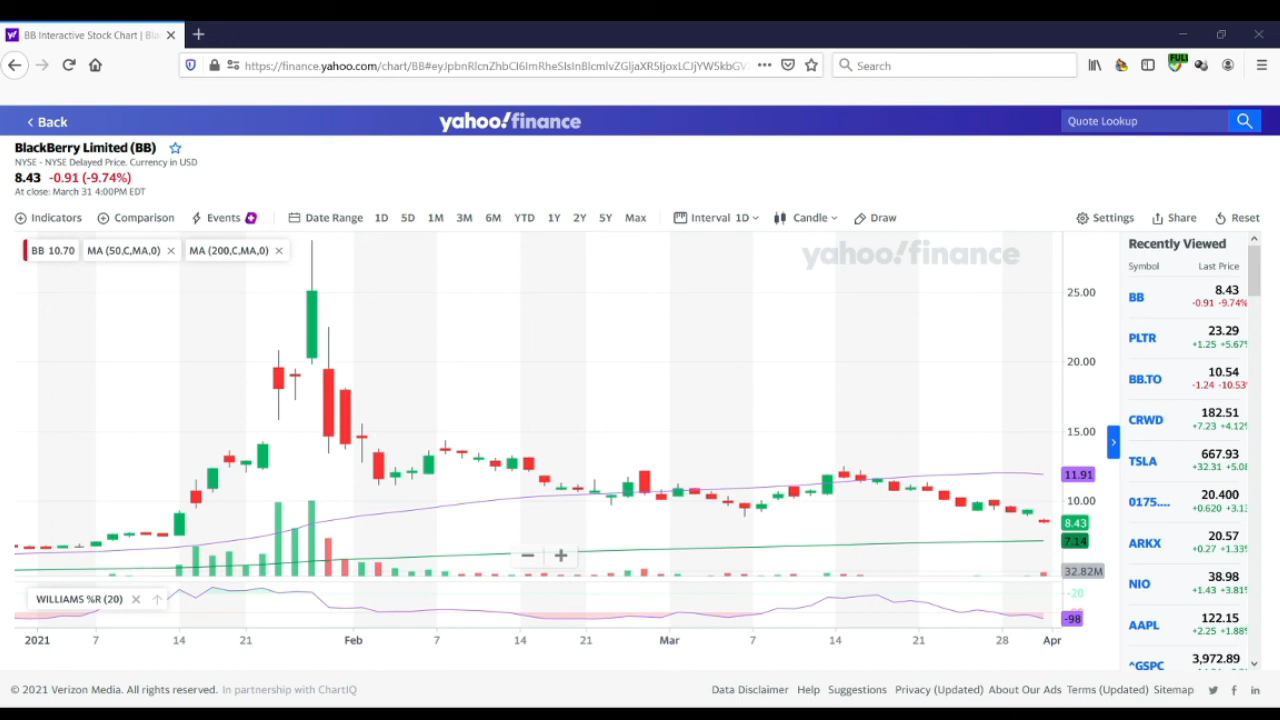 BB Interactive Stock Chart | Bla
https://finance.yahoo.com/chart/BB
Search
FULL
Back
yahoo!finance
Quote Lookup
BlackBerry Limited (BB)
NYSE - NYSE Delayed Price. Currency in USD
8.43 -0.91 (-9.74%)
At close: March 31 4:00PM EDT
Indicators Comparison Events Date Range 1D 5D 1M 3M 6M YTD 1Y 2Y 5Y Max Interval 1D Candle Draw Settings Share Reset
BB 10.70 MA (50,C,MA,0) MA (200,C,MA,0)
yahoo!finance
25.00
20.00
15.00
11.91
10.00
8.43
7.14
32.82M
WILLIAMS %R (20)
-20
-98
2021 7 14 21 Feb 7 14 21 Mar 7 14 21 28 Apr
Recently Viewed
Symbol Last Price
BB 8.43
-0.91 -9.74%
PLTR 23.29
+1.25 +5.67%
BB.TO 10.54
-1.24 -10.53%
CRWD 182.51
+7.23 +4.12%
TSLA 667.93
+32.31 +5.08
0175.... 20.400
+0.620 +3.13
ARKX 20.57
+0.27 +1.33%
NIO 38.98
+1.43 +3.81%
AAPL 122.15
+2.25 +1.88%
^GSPC 3,972.89
© 2021 Verizon Media. All rights reserved. In partnership with ChartIQ
Data Disclaimer Help Suggestions Privacy (Updated) About Our Ads Terms (Updated) Sitemap